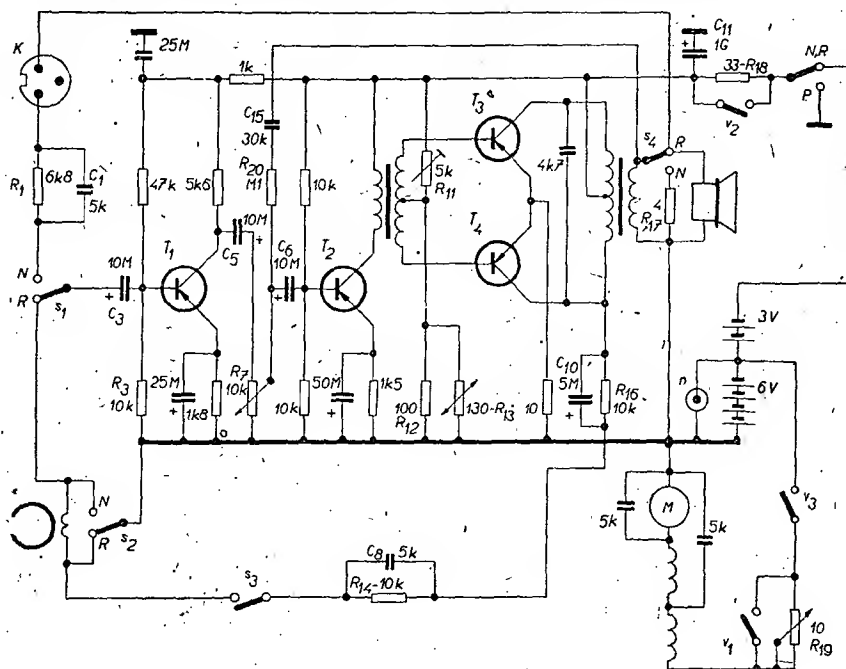 K
25M
1k
C15
30k
R20
M1
C11
1G
33-R18
N,R
P
v2
T3
T4
4k7
s4
R
N
4
R17
R1
6k8
C1
5k
47k
5k6
10M
C5
10k
C6
10M
5k
R11
T1
T2
N
R
s1
10M
C3
R3
10k
25M
1k8
R7
10k
50M
10k
1k5
100
R12
130-R13
10
C10
5M
R16
10k
n
3V
6V
N
R
s2
s3
C8
5k
R14-10k
5k
M
5k
v3
v1
10
R19